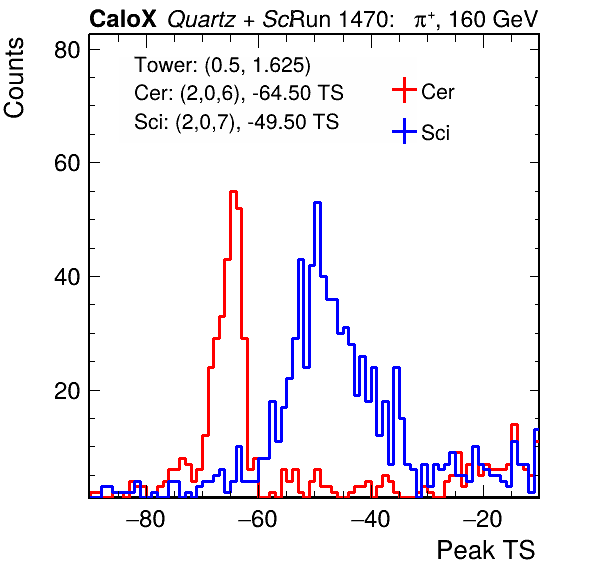 CaloX Quartz + Sci Run 1470: π⁺, 160 GeV
Counts
80
60
40
20
Tower: (0.5, 1.625)
Cer: (2,0,6), -64.50 TS
Sci: (2,0,7), -49.50 TS
Cer
Sci
−80 −60 −40 −20
Peak TS